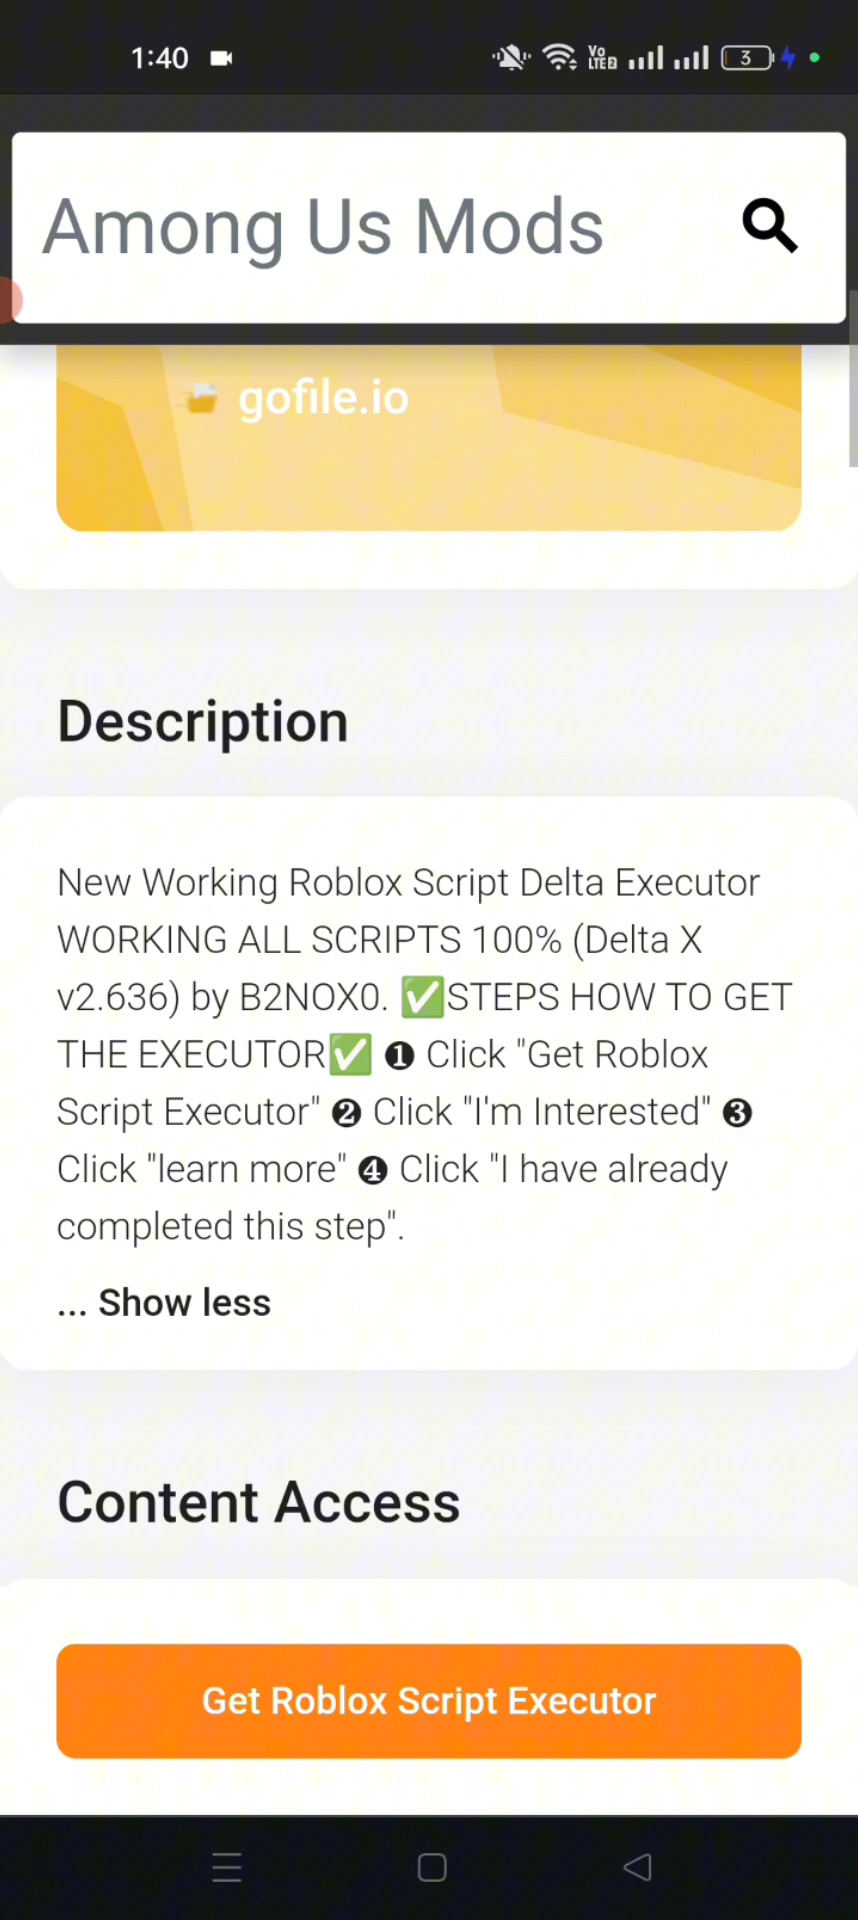 1:40
Vo
LTE2
3
Among Us Mods
gofile.io
Description
New Working Roblox Script Delta Executor
WORKING ALL SCRIPTS 100% (Delta X
v2.636) by B2NOX0. ✅STEPS HOW TO GET
THE EXECUTOR✅ ❶ Click "Get Roblox
Script Executor" ❷ Click "I'm Interested" ❸
Click "learn more" ❹ Click "I have already
completed this step".
... Show less
Content Access
Get Roblox Script Executor